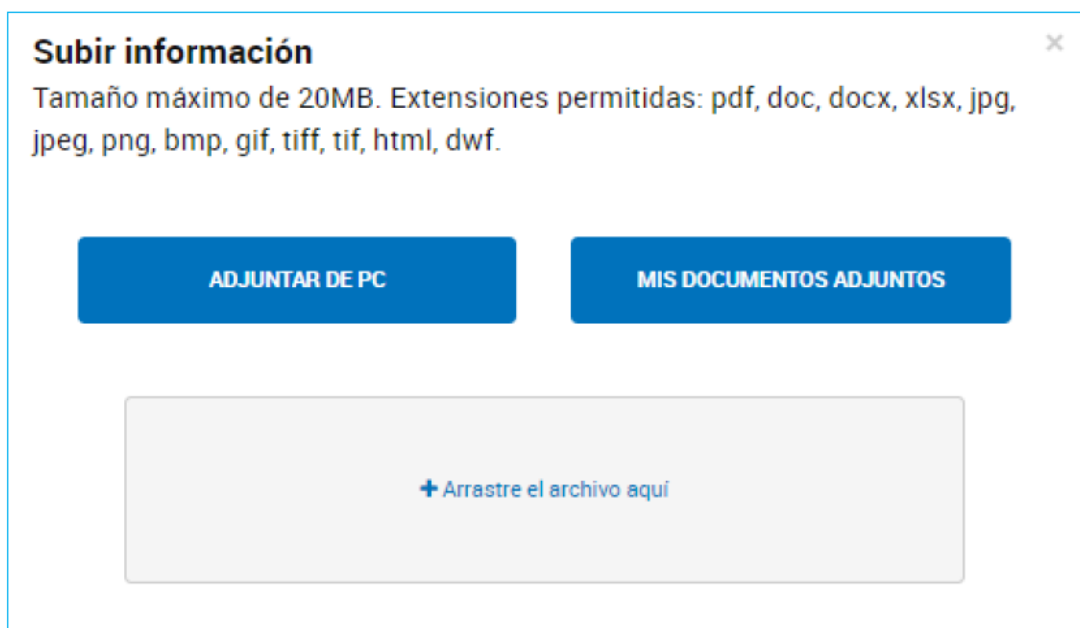 Subir información
Tamaño máximo de 20MB. Extensiones permitidas: pdf, doc, docx, xlsx, jpg,
jpeg, png, bmp, gif, tiff, tif, html, dwf.
ADJUNTAR DE PC
MIS DOCUMENTOS ADJUNTOS
+ Arrastre el archivo aquí